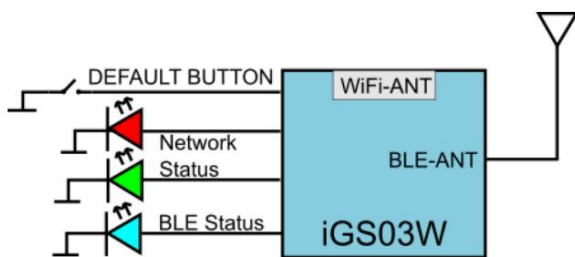 DEFAULT BUTTON
WiFi-ANT
Network
Status
BLE-ANT
BLE Status
iGS03W